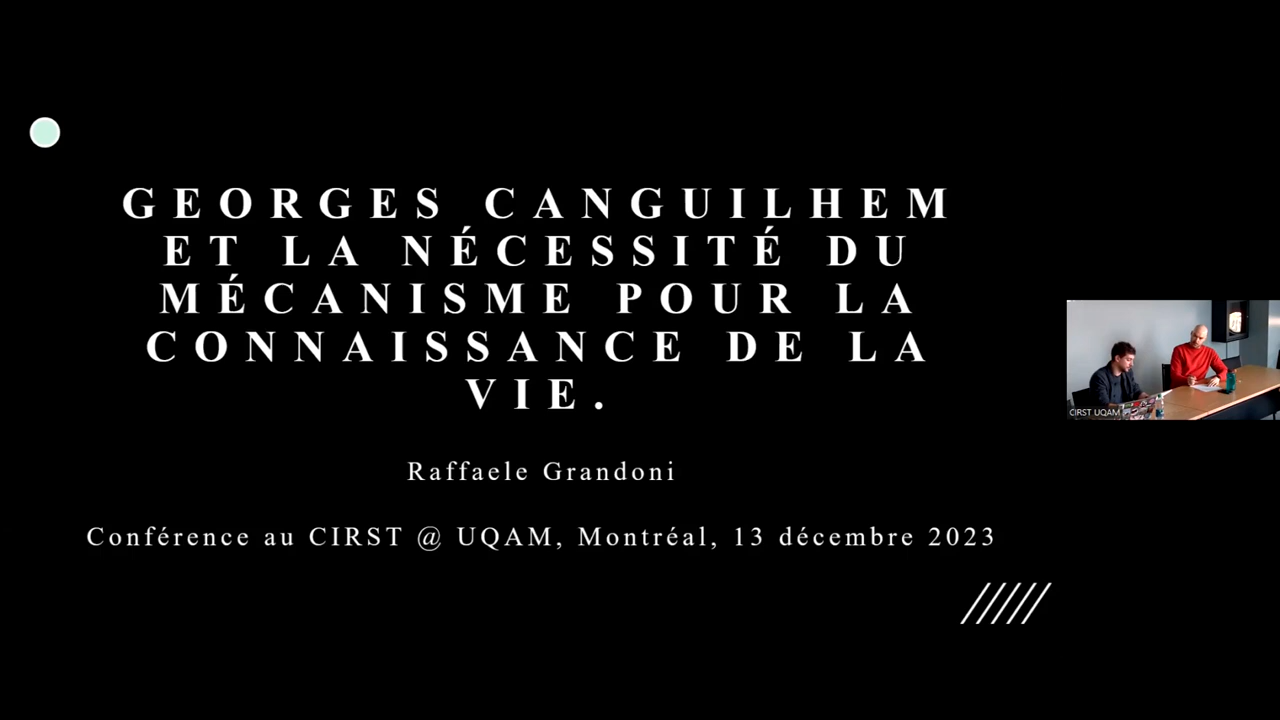 GEORGES CANGUILHEM
ET LA NÉCESSITÉ DU
MÉCANISME POUR LA
CONNAISSANCE DE LA
VIE.
Raffaele Grandoni
Conférence au CIRST @ UQAM, Montréal, 13 décembre 2023
CIRST UQAM